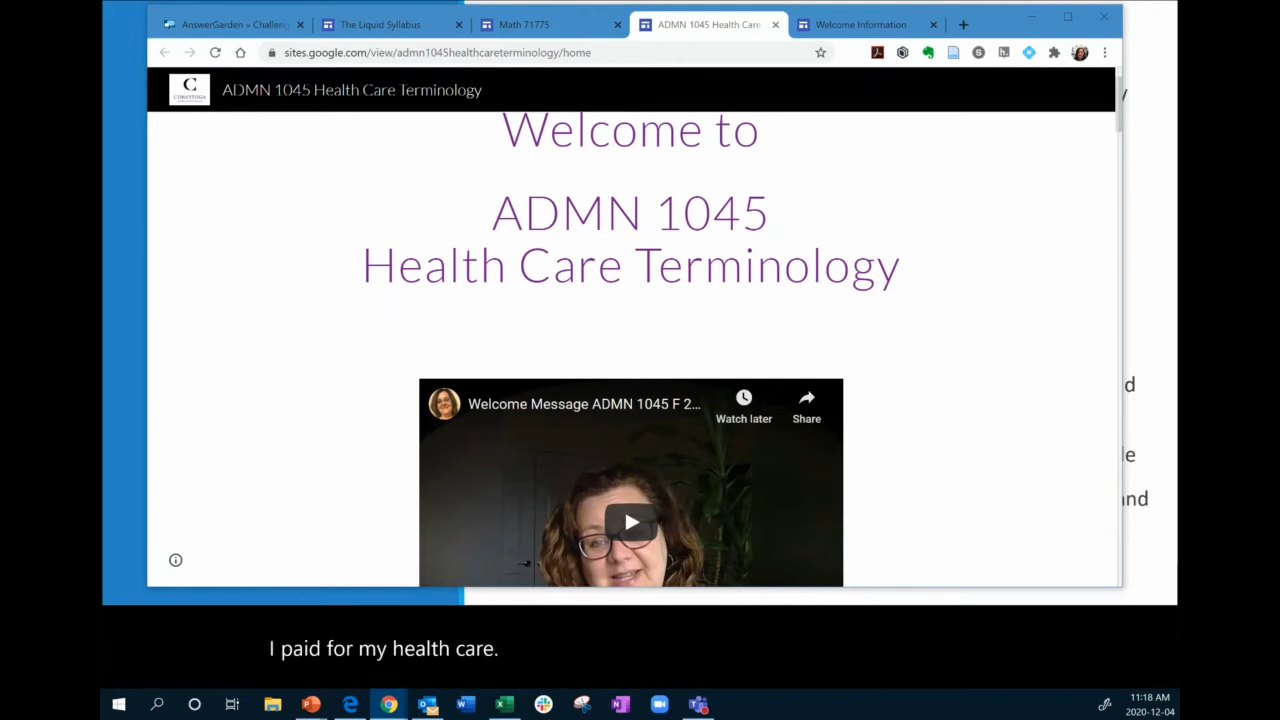 AnswerGarden » Challeng
The Liquid Syllabus
Math 71775
ADMN 1045 Health Care
Welcome Information
sites.google.com/view/admn1045healthcareterminology/home
C
CONESTOGA
ADMN 1045 Health Care Terminology
Welcome to
ADMN 1045
Health Care Terminology
Welcome Message ADMN 1045 F 2...
Watch later
Share
d
le
and
I paid for my health care.
11:18 AM
2020-12-04